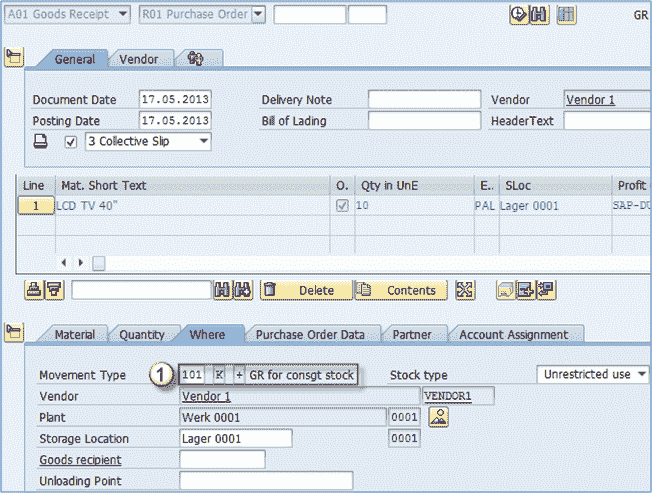 A01 Goods Receipt R01 Purchase Order GR
General Vendor
Document Date 17.05.2013 Delivery Note Vendor Vendor 1
Posting Date 17.05.2013 Bill of Lading HeaderText
3 Collective Slip
Line Mat. Short Text O. Qty in UnE E.. SLoc Profit
1 LCD TV 40" 10 PAL Lager 0001 SAP-DU
Delete Contents
Material Quantity Where Purchase Order Data Partner Account Assignment
Movement Type 1 101 K + GR for consgt stock Stock type Unrestricted use
Vendor Vendor 1 VENDOR1
Plant Werk 0001 0001
Storage Location Lager 0001 0001
Goods recipient
Unloading Point